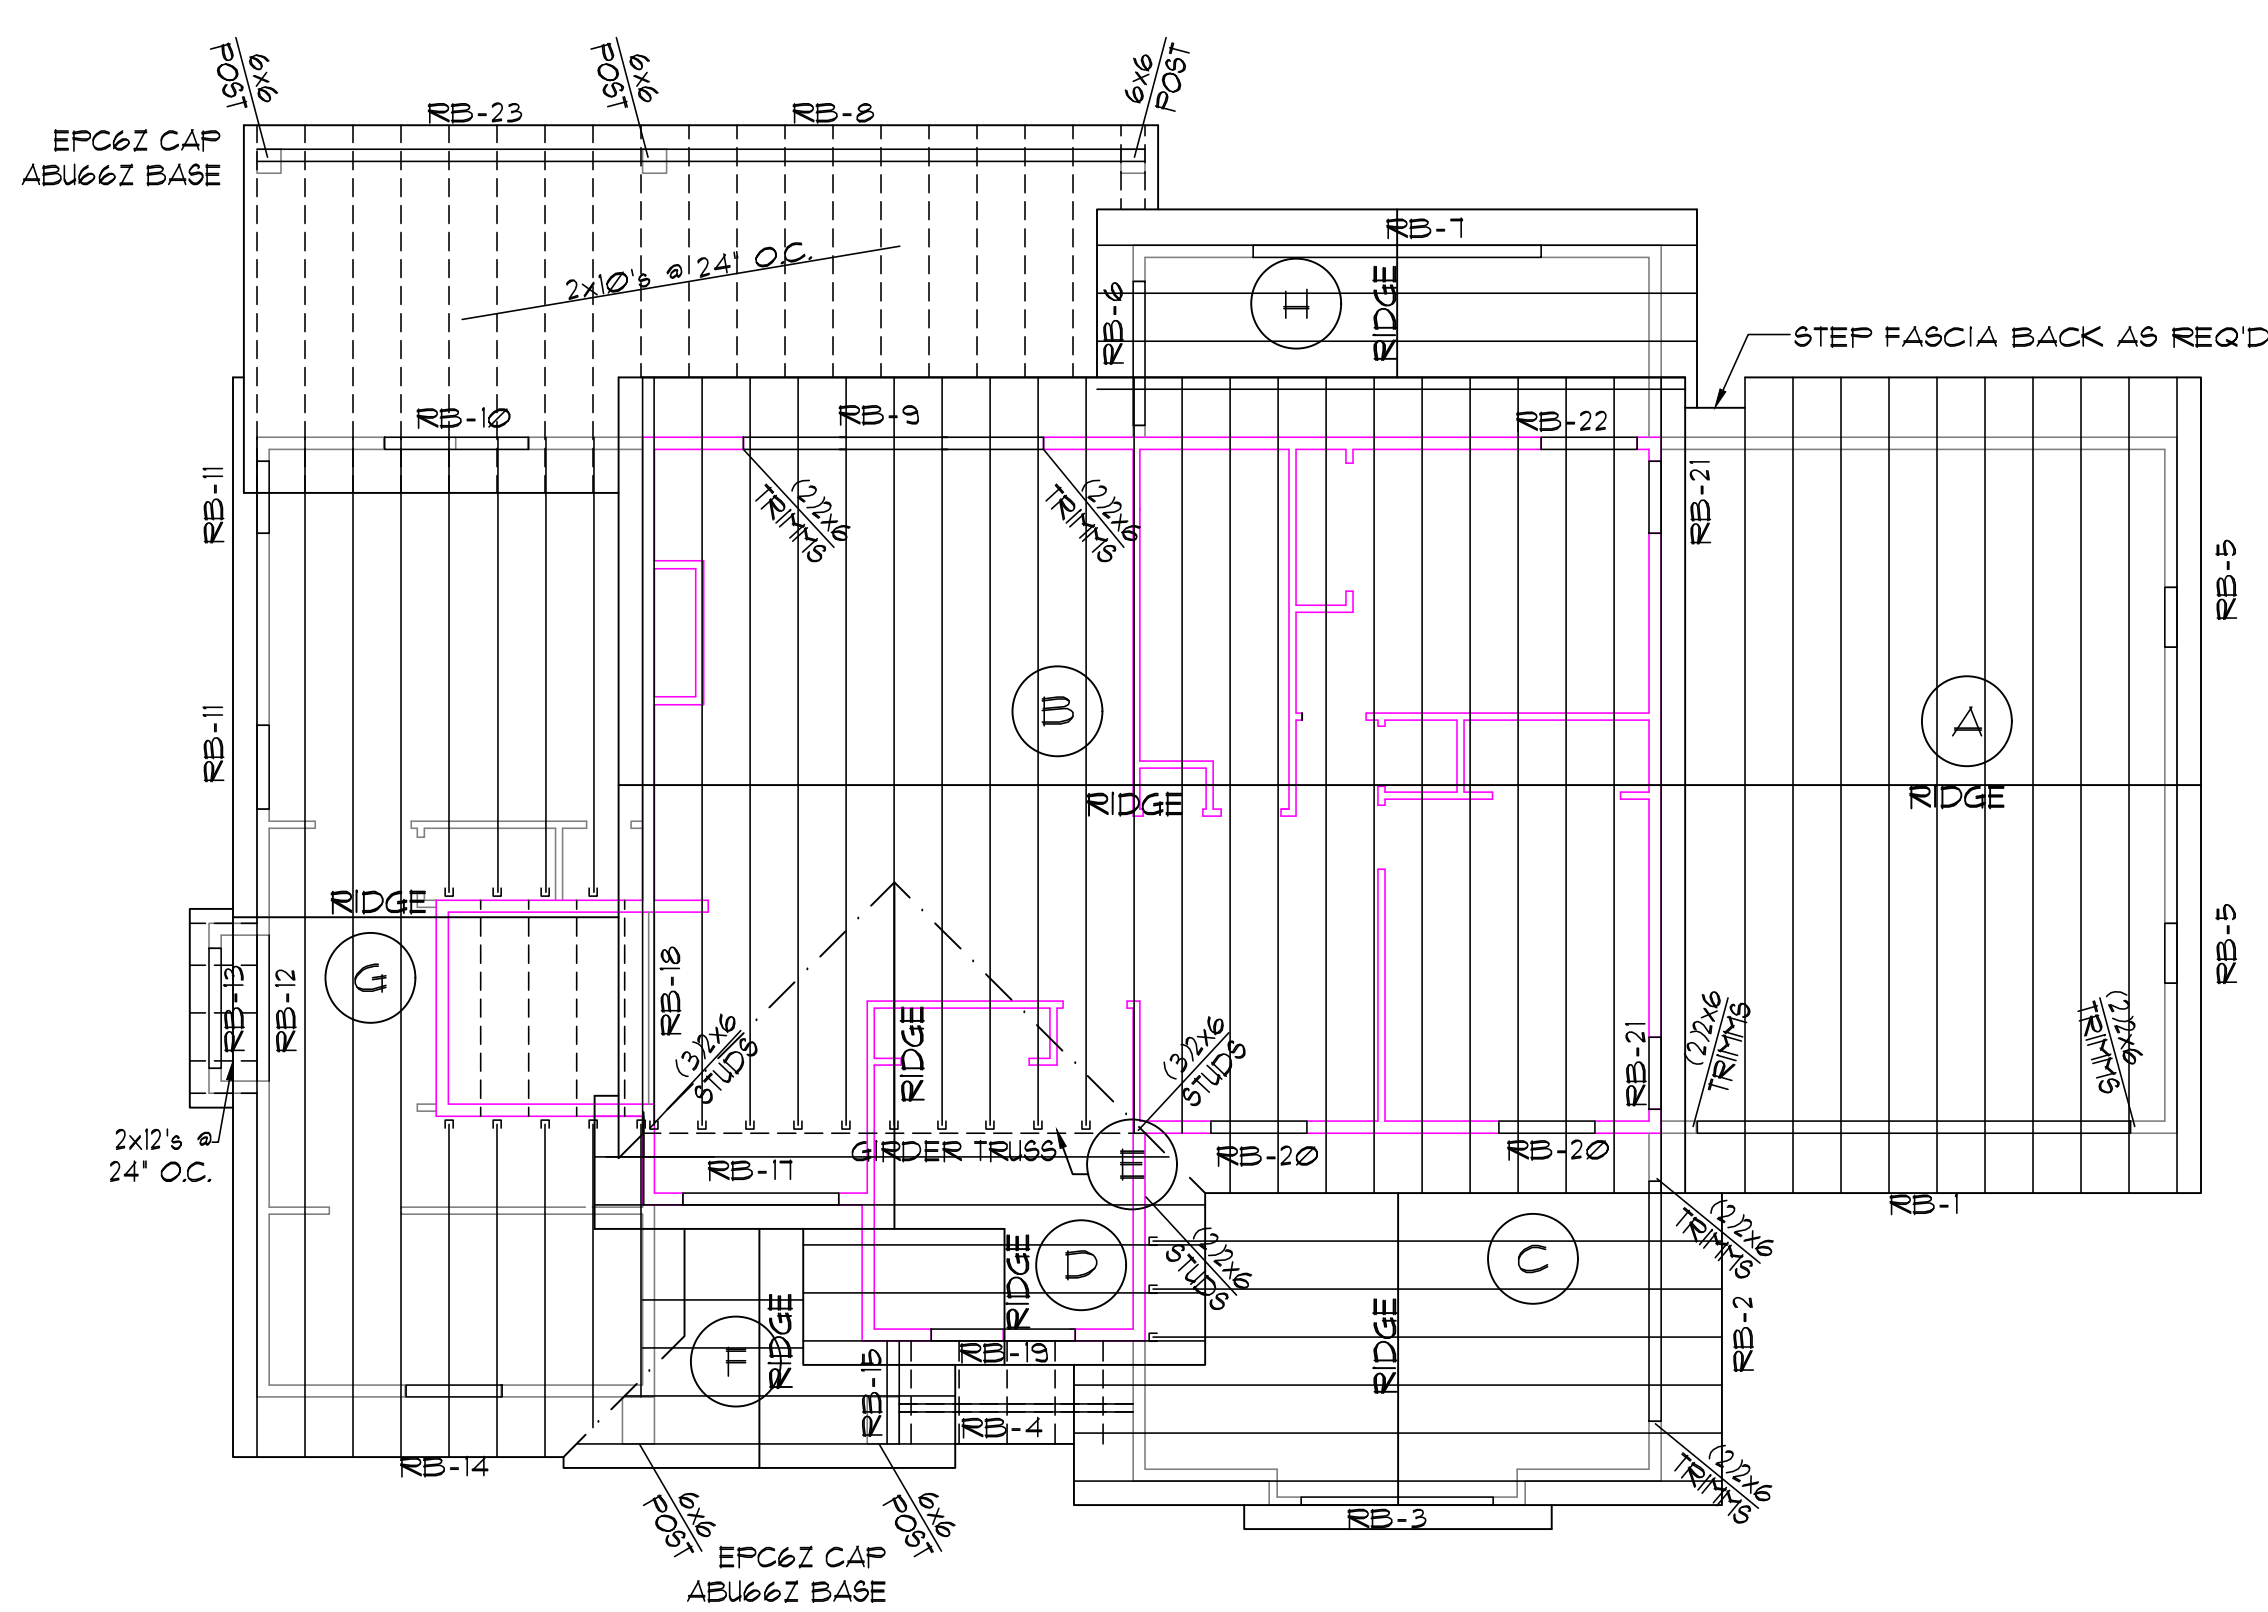 6x6
POST
6x6
POST
6x6
POST
RB-23
RB-8
EPC6Z CAP
ABU66Z BASE
2x10's @ 24" O.C.
RB-7
RB-6
H
RIDGE
STEP FASCIA BACK AS REQ'D
RB-10
RB-9
RB-22
RB-11
(2)2x6
TRIMMS
(2)2x6
TRIMMS
RB-21
RB-5
B
A
RB-11
RIDGE
RIDGE
RIDGE
G
RB-13
RB-12
RB-18
RIDGE
RB-5
(3)2x6
STUDS
(3)2x6
STUDS
RB-21
(2)2x6
TRIMMS
(2)2x6
TRIMMS
2x12's @
24" O.C.
GIRDER TRUSS
E
RB-17
RB-20
RB-20
RB-1
RIDGE
D
(2)2x6
STUDS
C
(2)2x6
TRIMMS
RIDGE
F
RIDGE
RB-2
RB-15
RB-19
RB-4
RB-14
(2)2x6
TRIMMS
RB-3
6x6
POST
6x6
POST
EPC6Z CAP
ABU66Z BASE